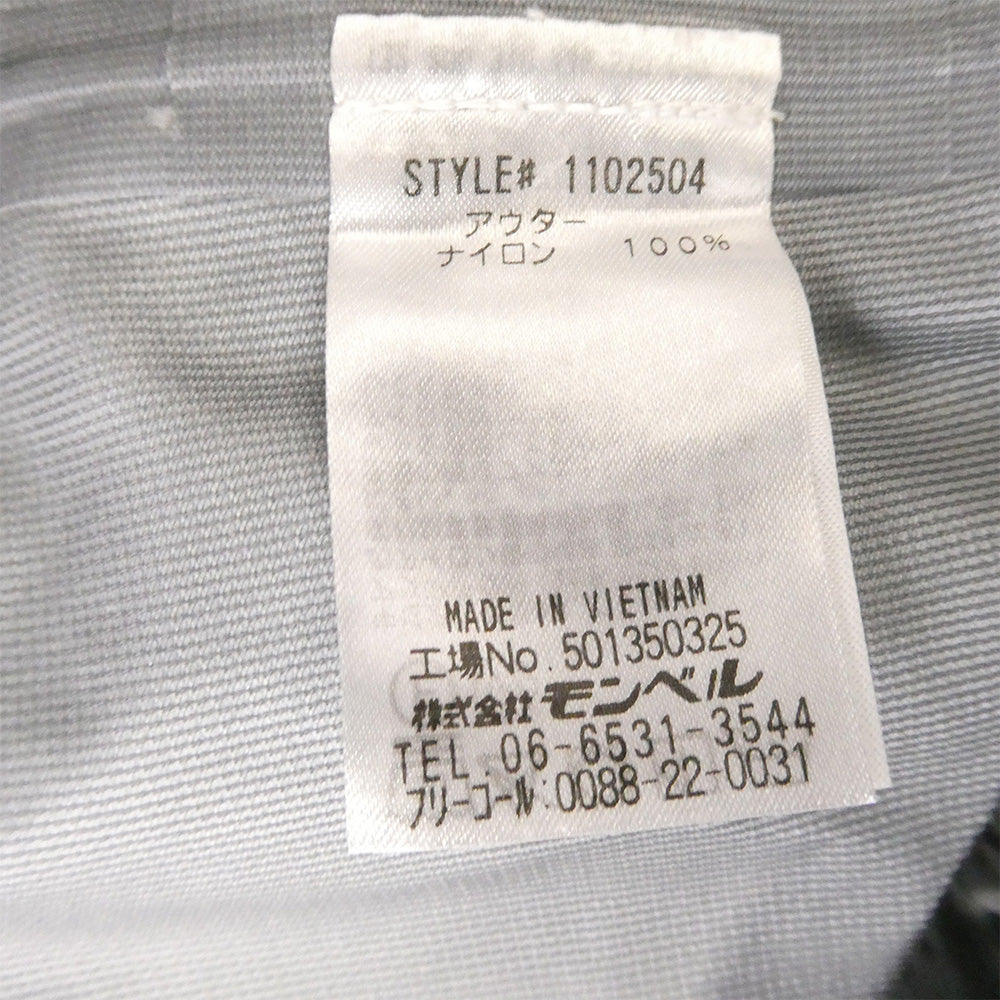 STYLE# 1102504
アウター
ナイロン 100%
MADE IN VIETNAM
工場No.501350325
株式会社モンベル
TEL.06-6531-3544
フリーコール:0088-22-0031